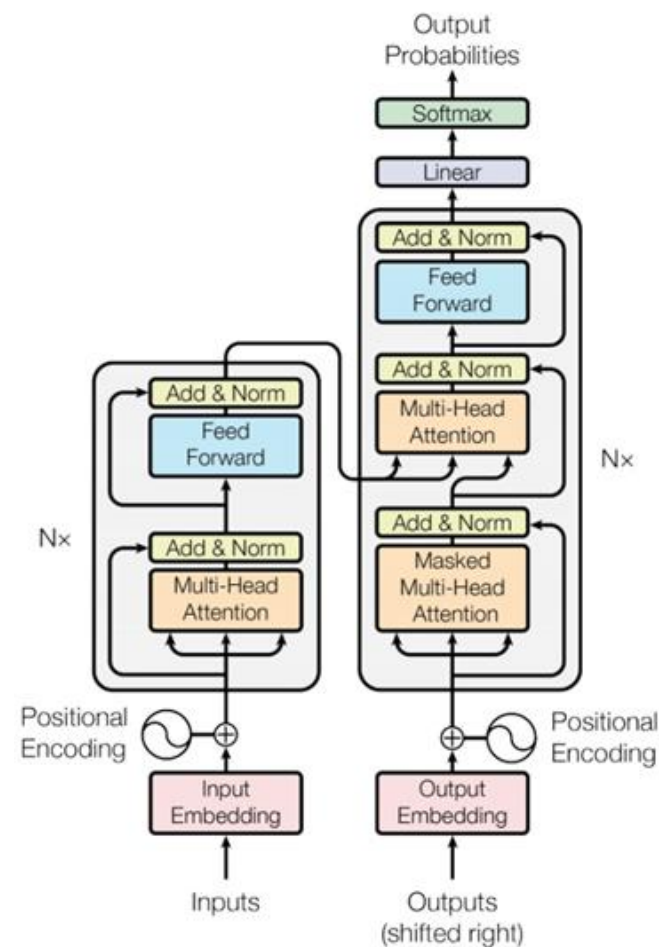 Output
Probabilities
Softmax
Linear
Add & Norm
Feed
Forward
Add & Norm
Multi-Head
Attention
Add & Norm
Masked
Multi-Head
Attention
N×
Add & Norm
Feed
Forward
Add & Norm
Multi-Head
Attention
N×
Positional
Encoding
Positional
Encoding
Input
Embedding
Output
Embedding
Inputs
Outputs
(shifted right)